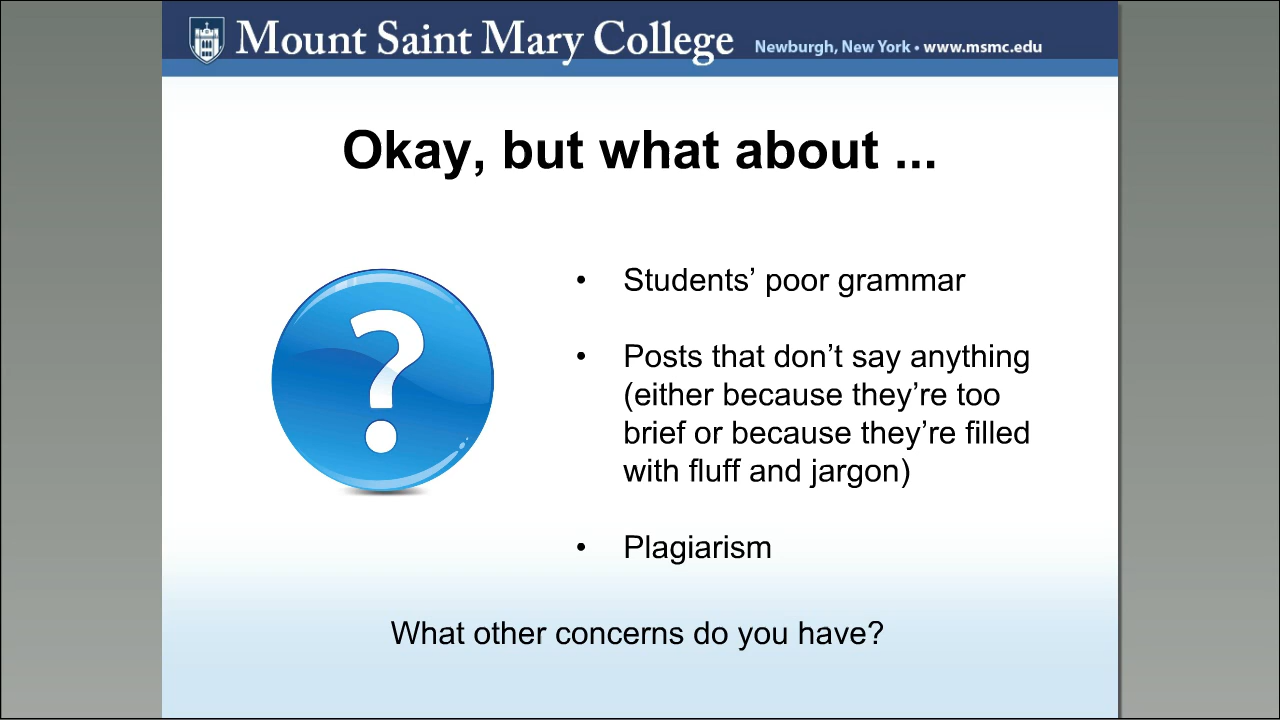 Mount Saint Mary College Newburgh, New York • www.msmc.edu
Okay, but what about ...
• Students’ poor grammar
• Posts that don’t say anything
(either because they’re too
brief or because they’re filled
with fluff and jargon)
• Plagiarism
What other concerns do you have?